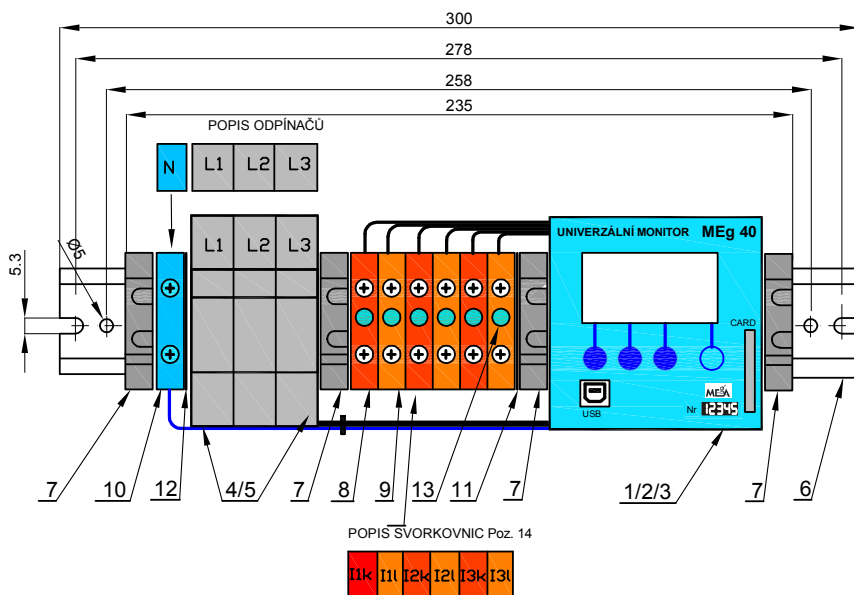 300
278
258
235
POPIS ODPÍNAČŮ
N L1 L2 L3
L1 L2 L3
UNIVERZÁLNÍ MONITOR MEg 40
Ø5
5.3
CARD
USB
MEgA
Nr 12345
7 10 12 4/5 7 8 9 13 11 7 1/2/3 7 6
POPIS SVORKOVNIC Poz. 14
I1k I1l I2k I2l I3k I3l